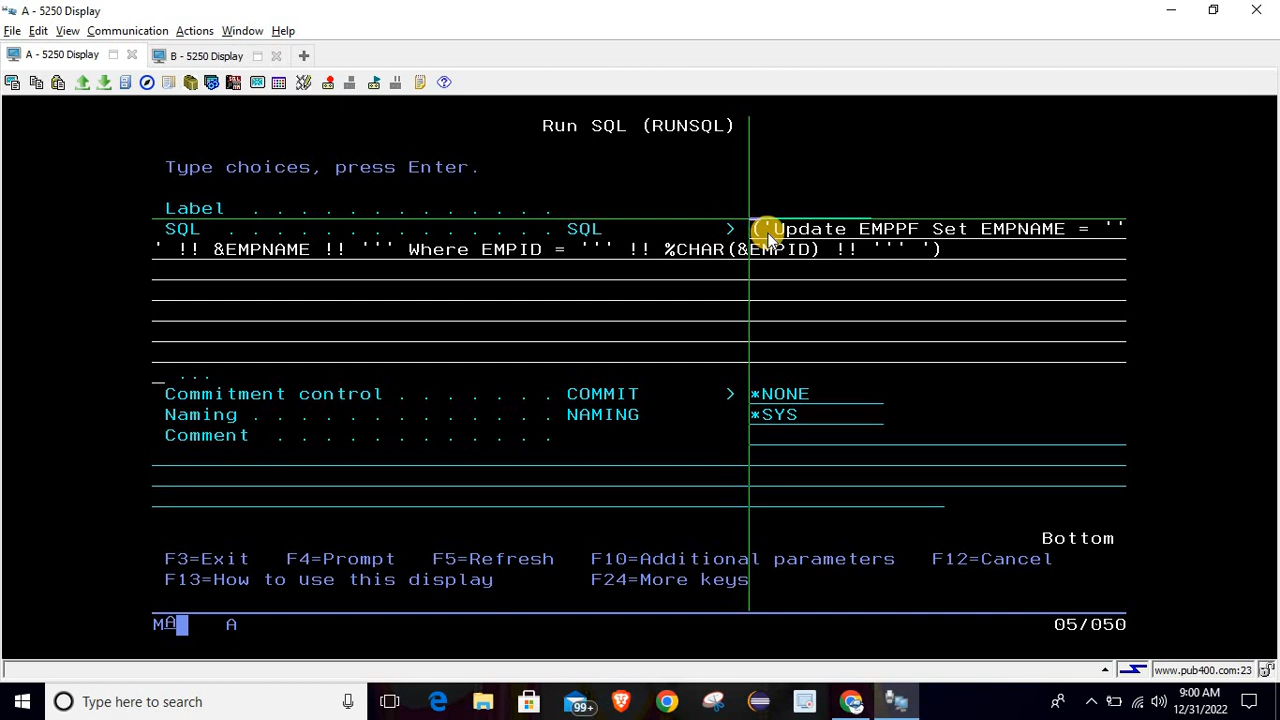 A - 5250 Display
File Edit View Communication Actions Window Help
A - 5250 Display B - 5250 Display
Run SQL (RUNSQL)
Type choices, press Enter.
Label . . . . . . . . . . . . .
SQL . . . . . . . . . . . . . . SQL > ('Update EMPPF Set EMPNAME = ''
' !! &EMPNAME !! ''' Where EMPID = ''' !! %CHAR(&EMPID) !! ''' ')
...
Commitment control . . . . . . . COMMIT > *NONE
Naming . . . . . . . . . . . . . NAMING *SYS
Comment . . . . . . . . . . . .
Bottom
F3=Exit F4=Prompt F5=Refresh F10=Additional parameters F12=Cancel
F13=How to use this display F24=More keys
MA A 05/050
www.pub400.com:23
Type here to search
99+
9:00 AM
12/31/2022